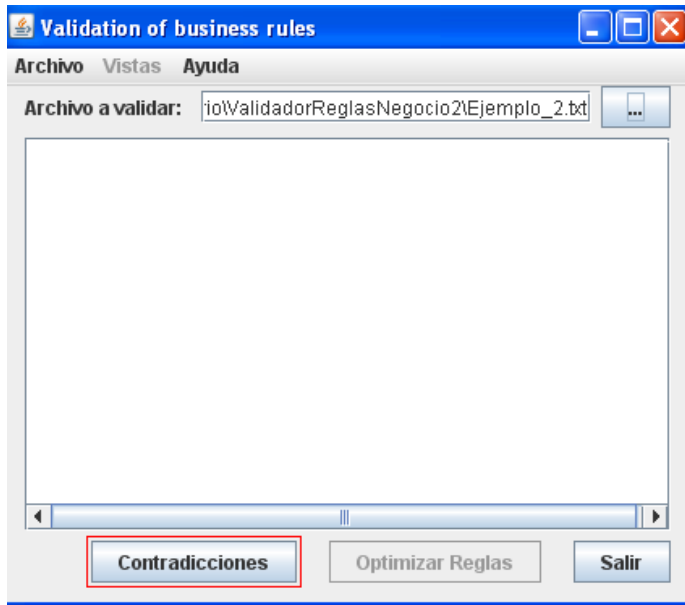 Validation of business rules
Archivo Vistas Ayuda
Archivo a validar: io\ValidadorReglasNegocio2\Ejemplo_2.txt ...
Contradicciones Optimizar Reglas Salir